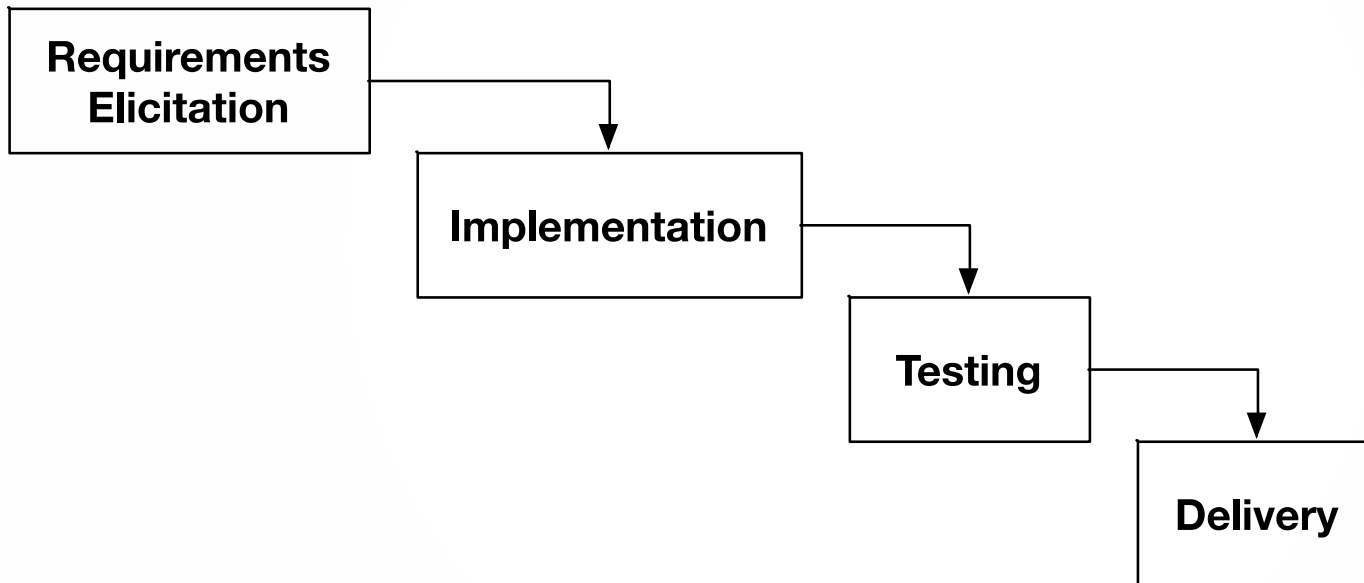 Requirements
Elicitation
Implementation
Testing
Delivery